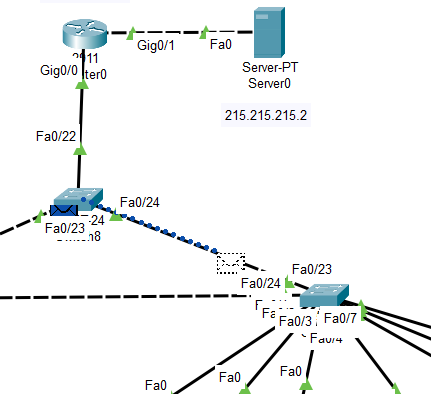 Gig0/1
Fa0
Server-PT
Server0
Gig0/0
215.215.215.2
Fa0/22
Fa0/24
Fa0/23
Fa0/23
Fa0/24
Fa0/3
Fa0/7
Fa0/4
Fa0
Fa0
Fa0